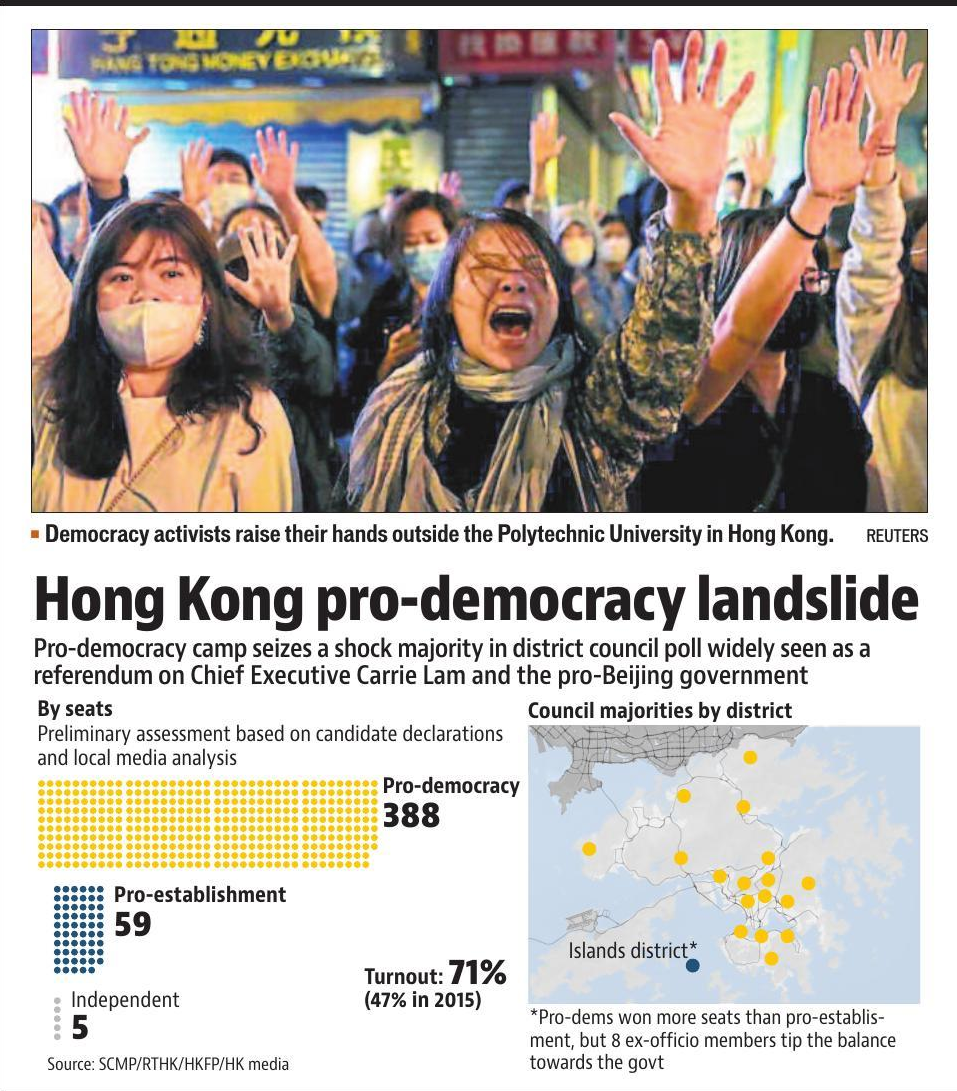 HANG TONG MONEY EXCHANGE
▪ Democracy activists raise their hands outside the Polytechnic University in Hong Kong. REUTERS
Hong Kong pro-democracy landslide
Pro-democracy camp seizes a shock majority in district council poll widely seen as a
referendum on Chief Executive Carrie Lam and the pro-Beijing government
By seats
Preliminary assessment based on candidate declarations
and local media analysis
Pro-democracy
388
Pro-establishment
59
Independent
5
Turnout: 71%
(47% in 2015)
Source: SCMP/RTHK/HKFP/HK media
Council majorities by district
Islands district*
*Pro-dems won more seats than pro-establis-
ment, but 8 ex-officio members tip the balance
towards the govt